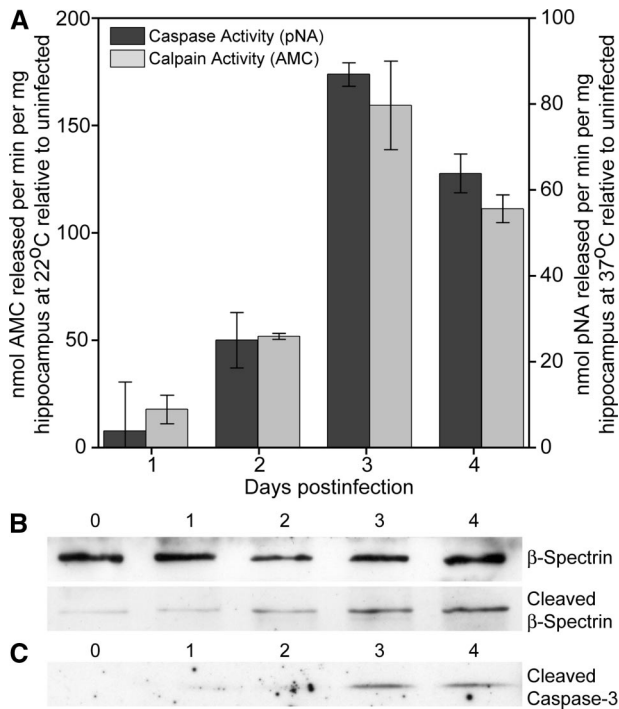 A
Caspase Activity (pNA)
Calpain Activity (AMC)
nmol AMC released per min per mg
hippocampus at 22°C relative to uninfected
200
150
100
50
0
100
80
60
40
20
0
nmol pNA released per min per mg
hippocampus at 37°C relative to uninfected
1 2 3 4
Days postinfection
B
0 1 2 3 4
β-Spectrin
Cleaved
β-Spectrin
C
0 1 2 3 4
Cleaved
Caspase-3